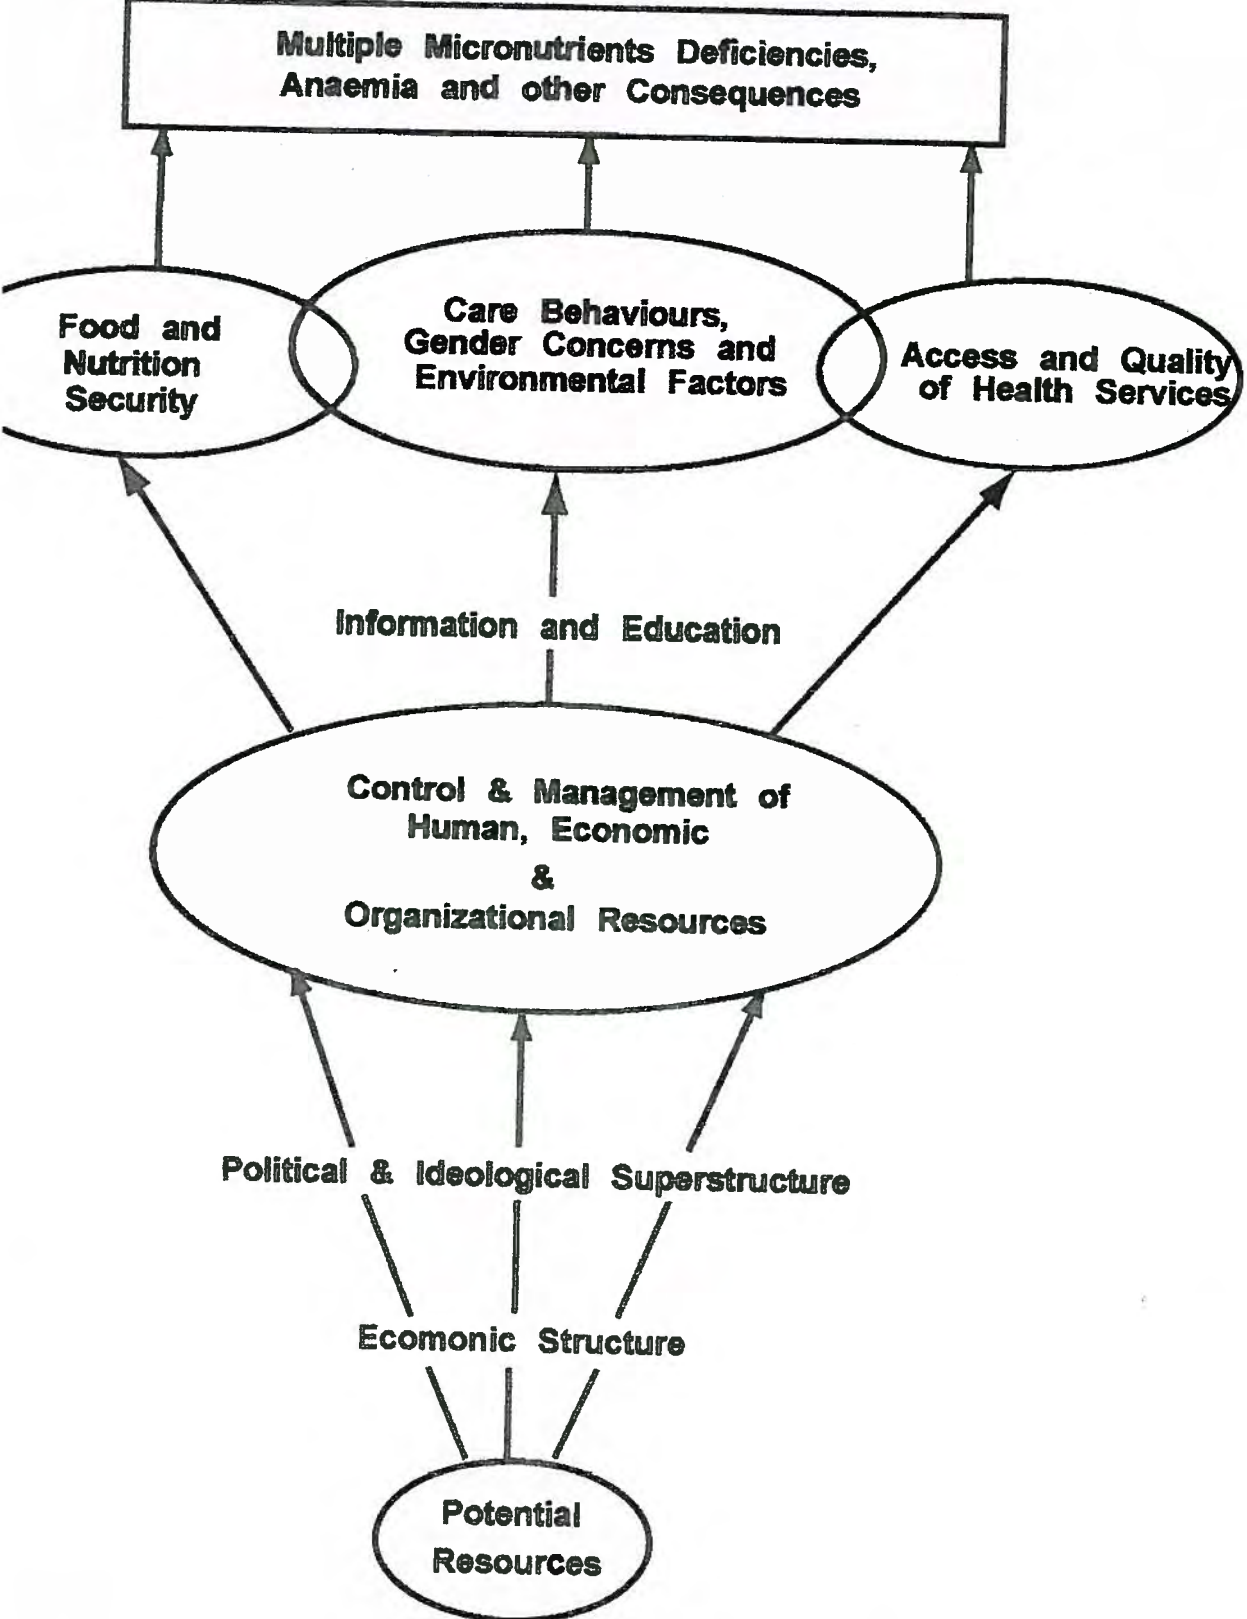 Multiple Micronutrients Deficiencies,
Anaemia and other Consequences
Food and
Nutrition
Security
Care Behaviours,
Gender Concerns and
Environmental Factors
Access and Quality
of Health Services
Information and Education
Control & Management of
Human, Economic
&
Organizational Resources
Political & Ideological Superstructure
Ecomonic Structure
Potential
Resources